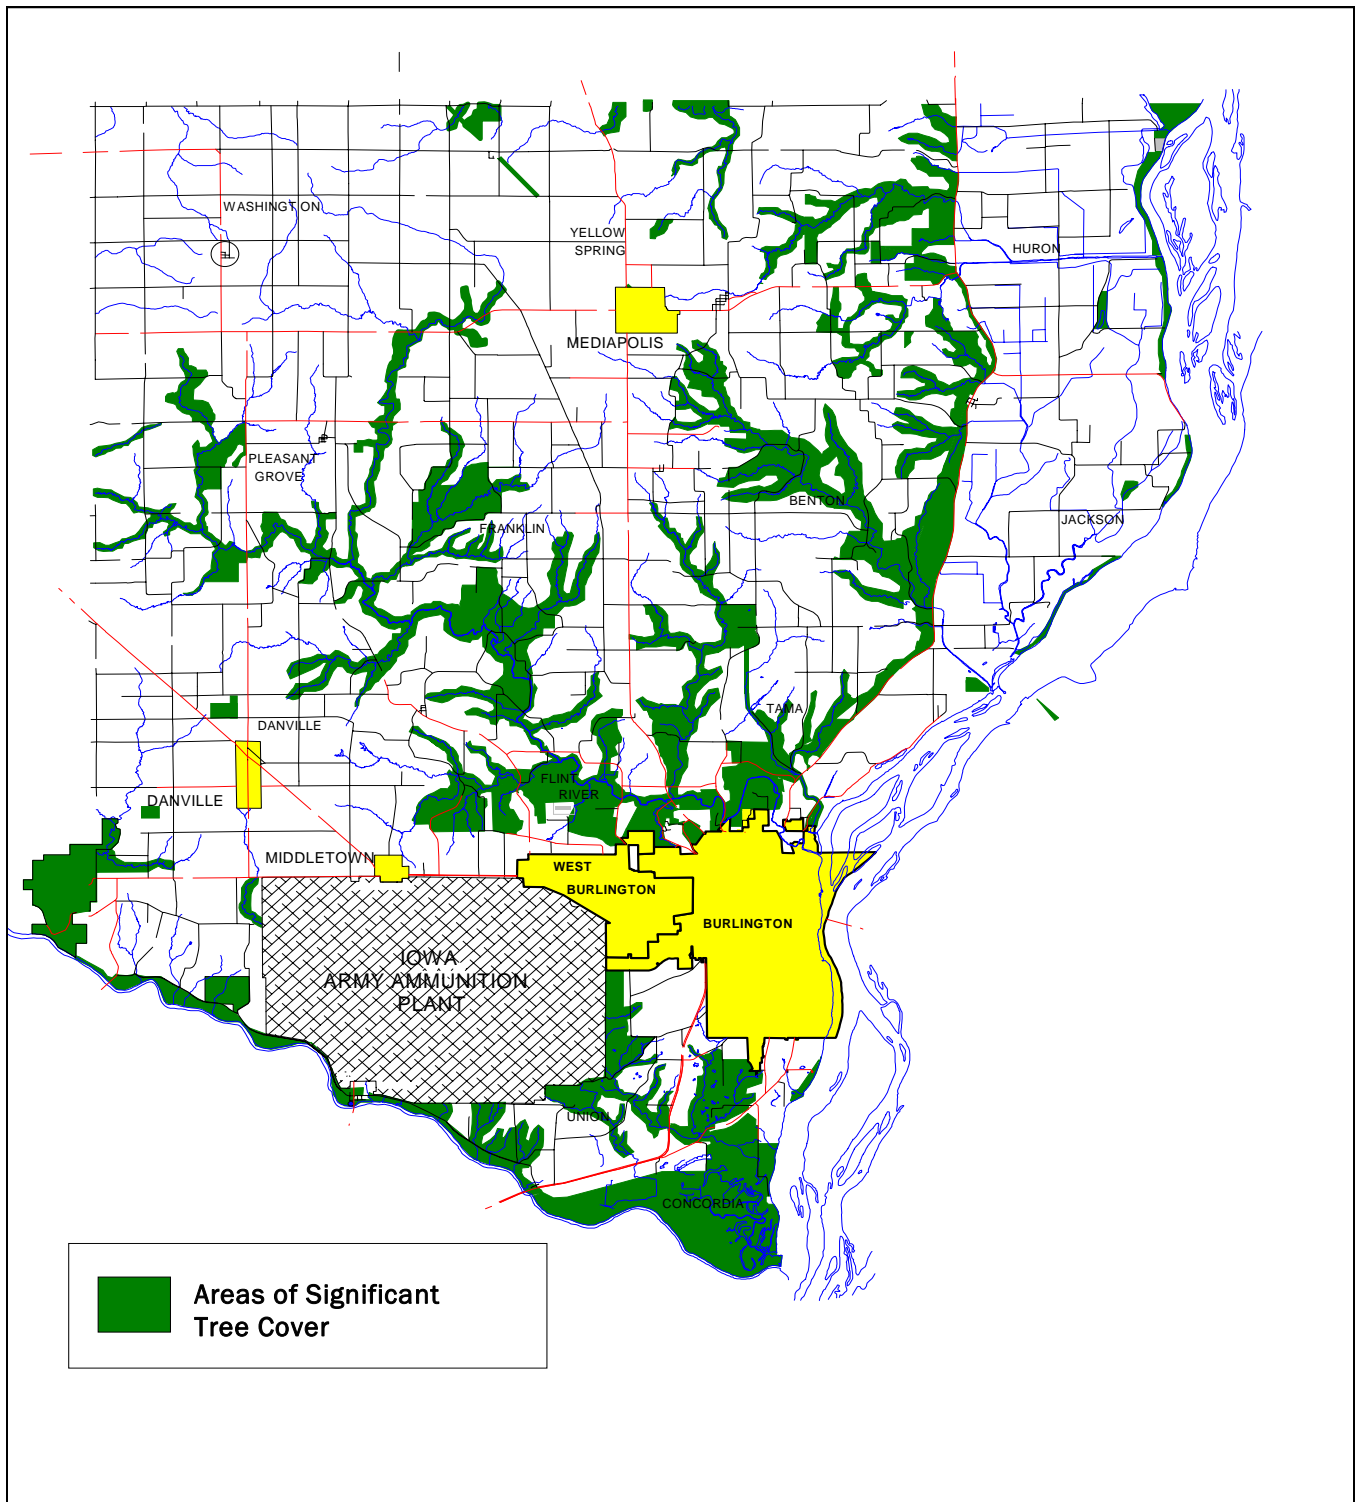 WASHINGTON
YELLOW
SPRING
HURON
MEDIAPOLIS
PLEASANT
GROVE
BENTON
FRANKLIN
JACKSON
TAMA
DANVILLE
FLINT
RIVER
DANVILLE
MIDDLETOWN
WEST
BURLINGTON
BURLINGTON
IOWA
ARMY AMMUNITION
PLANT
UNION
CONCORDIA
Areas of Significant
Tree Cover